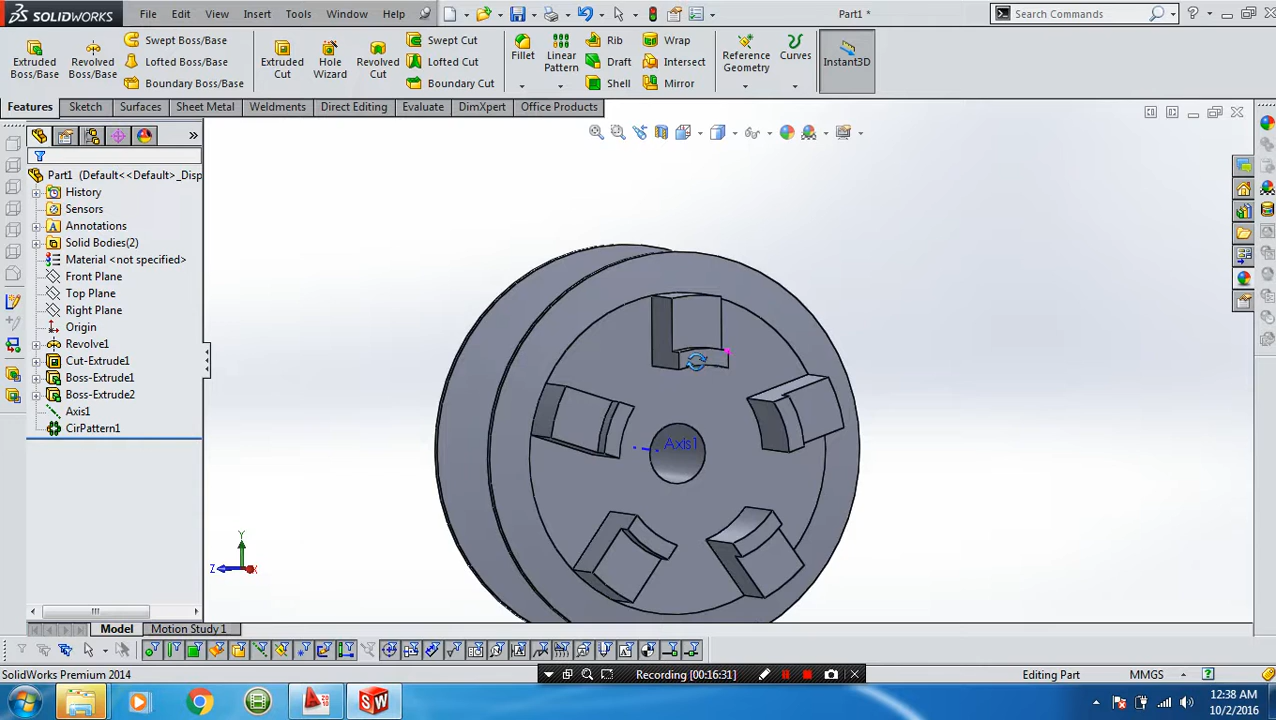 SOLIDWORKS File Edit View Insert Tools Window Help Part1 * Search Commands
Extruded Boss/Base
Revolved Boss/Base
Swept Boss/Base
Lofted Boss/Base
Boundary Boss/Base
Extruded Cut
Hole Wizard
Revolved Cut
Swept Cut
Lofted Cut
Boundary Cut
Fillet
Linear Pattern
Rib
Draft
Shell
Wrap
Intersect
Mirror
Reference Geometry
Curves
Instant3D
Features Sketch Surfaces Sheet Metal Weldments Direct Editing Evaluate DimXpert Office Products
Part1 (Default<<Default>_Disp
History
Sensors
Annotations
Solid Bodies(2)
Material <not specified>
Front Plane
Top Plane
Right Plane
Origin
Revolve1
Cut-Extrude1
Boss-Extrude1
Boss-Extrude2
Axis1
CirPattern1
Axis1
Y
Z X
Model Motion Study 1
SolidWorks Premium 2014 Recording [00:16:31] Editing Part MMGS
12:38 AM
10/2/2016